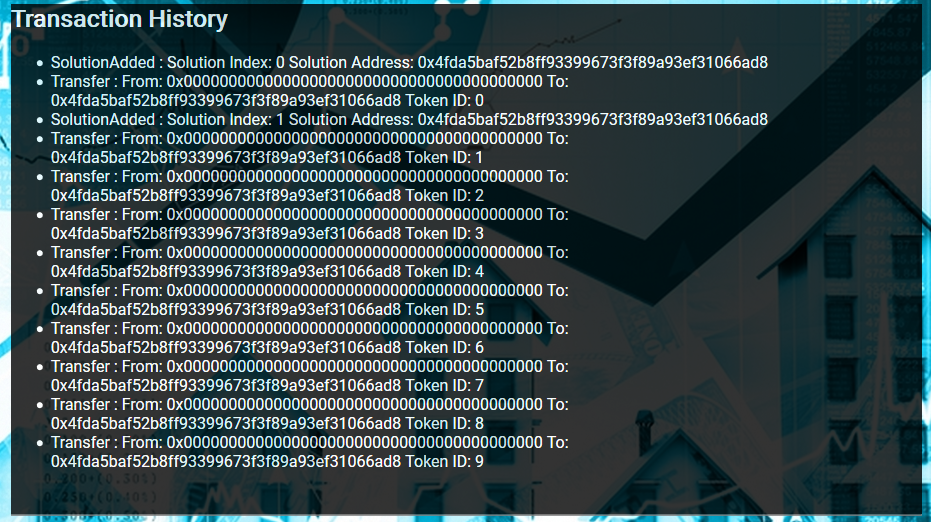 Transaction History
SolutionAdded : Solution Index: 0 Solution Address: 0x4fda5baf52b8ff93399673f3f89a93ef31066ad8
Transfer : From: 0x0000000000000000000000000000000000000000 To:
0x4fda5baf52b8ff93399673f3f89a93ef31066ad8 Token ID: 0
SolutionAdded : Solution Index: 1 Solution Address: 0x4fda5baf52b8ff93399673f3f89a93ef31066ad8
Transfer : From: 0x0000000000000000000000000000000000000000 To:
0x4fda5baf52b8ff93399673f3f89a93ef31066ad8 Token ID: 1
Transfer : From: 0x0000000000000000000000000000000000000000 To:
0x4fda5baf52b8ff93399673f3f89a93ef31066ad8 Token ID: 2
Transfer : From: 0x0000000000000000000000000000000000000000 To:
0x4fda5baf52b8ff93399673f3f89a93ef31066ad8 Token ID: 3
Transfer : From: 0x0000000000000000000000000000000000000000 To:
0x4fda5baf52b8ff93399673f3f89a93ef31066ad8 Token ID: 4
Transfer : From: 0x0000000000000000000000000000000000000000 To:
0x4fda5baf52b8ff93399673f3f89a93ef31066ad8 Token ID: 5
Transfer : From: 0x0000000000000000000000000000000000000000 To:
0x4fda5baf52b8ff93399673f3f89a93ef31066ad8 Token ID: 6
Transfer : From: 0x0000000000000000000000000000000000000000 To:
0x4fda5baf52b8ff93399673f3f89a93ef31066ad8 Token ID: 7
Transfer : From: 0x0000000000000000000000000000000000000000 To:
0x4fda5baf52b8ff93399673f3f89a93ef31066ad8 Token ID: 8
Transfer : From: 0x0000000000000000000000000000000000000000 To:
0x4fda5baf52b8ff93399673f3f89a93ef31066ad8 Token ID: 9